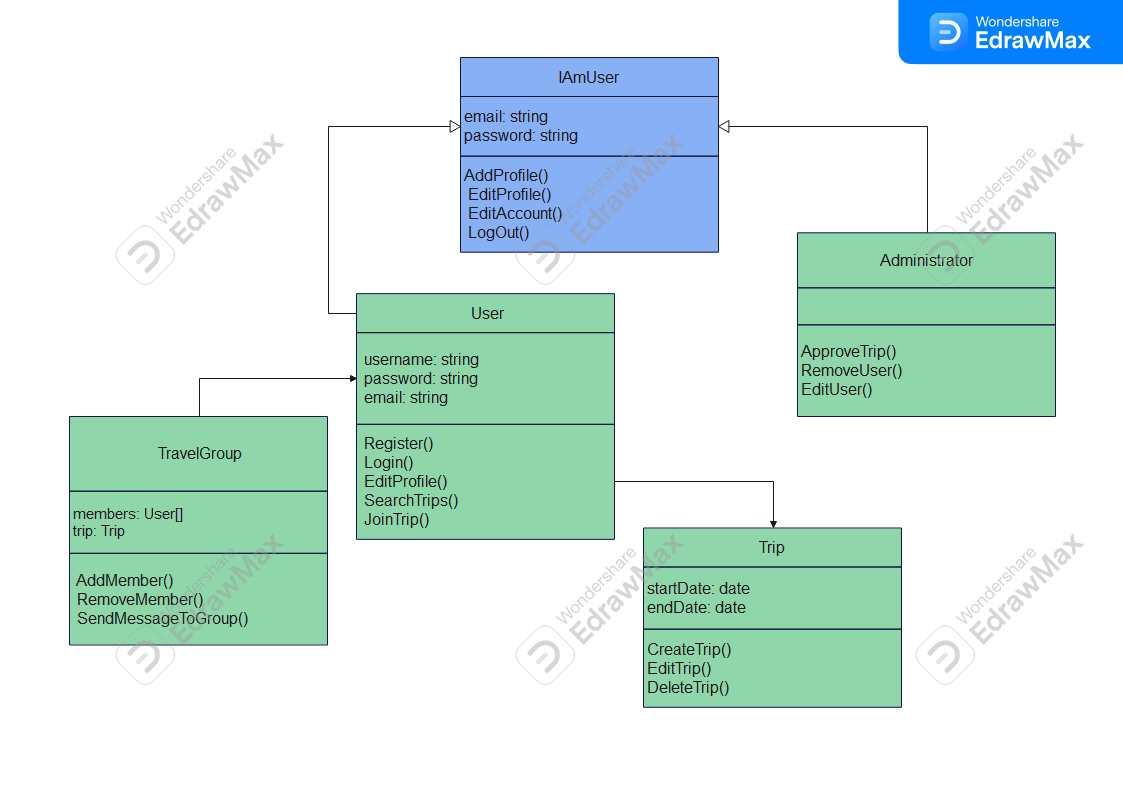 Wondershare
EdrawMax
IAmUser
email: string
password: string
AddProfile()
EditProfile()
EditAccount()
LogOut()
Wondershare
EdrawMax
Wondershare
EdrawMax
Wondershare
EdrawMax
Administrator
ApproveTrip()
RemoveUser()
EditUser()
User
username: string
password: string
email: string
Register()
Login()
EditProfile()
SearchTrips()
JoinTrip()
TravelGroup
members: User[]
trip: Trip
AddMember()
RemoveMember()
SendMessageToGroup()
Trip
startDate: date
endDate: date
CreateTrip()
EditTrip()
DeleteTrip()
Wondershare
EdrawMax
Wondershare
EdrawMax
Wondershare
EdrawMax